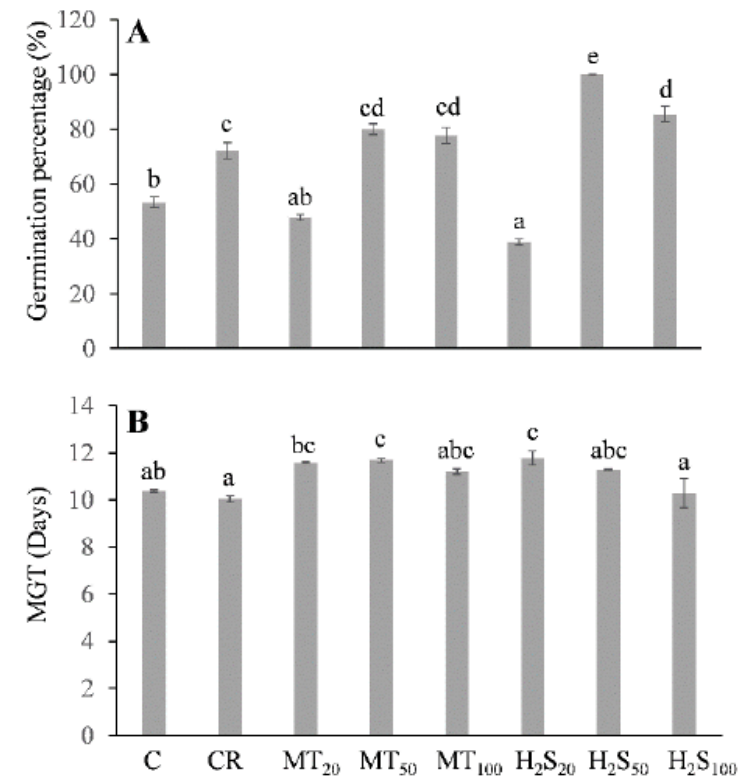 A
Germination percentage (%)
120
100
80
60
40
20
0
b
c
ab
cd
cd
a
e
d
B
MGT (Days)
14
12
10
8
6
4
2
0
ab
a
bc
c
abc
c
abc
a
C CR MT₂₀ MT₅₀ MT₁₀₀ H₂S₂₀ H₂S₅₀ H₂S₁₀₀